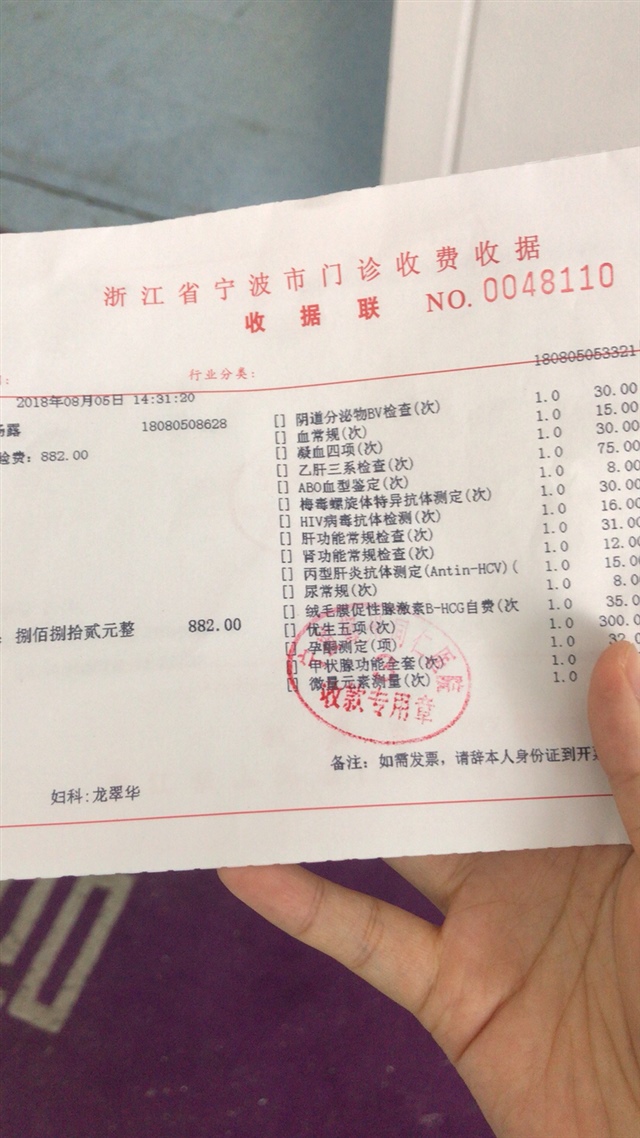 浙江省宁波市门诊收费收据
收据联 NO. 0048110
行业分类： 180805053321
2018年08月05日 14:31:20
露 18080508628
验费：882.00
[] 阴道分泌物BV检查(次) 1.0 30.00
[] 血常规(次) 1.0 15.00
[] 凝血四项(次) 1.0 30.00
[] 乙肝三系检查(次) 1.0 75.00
[] ABO血型鉴定(次) 1.0 8.00
[] 梅毒螺旋体特异抗体测定(次) 1.0 30.00
[] HIV病毒抗体检测(次) 1.0 16.00
[] 肝功能常规检查(次) 1.0 31.00
[] 肾功能常规检查(次) 1.0 12.00
[] 丙型肝炎抗体测定(Antin-HCV)( 1.0 15.00
[] 尿常规(次) 1.0 8.0
[] 绒毛膜促性腺激素B-HCG自费(次 1.0 35.0
[] 优生五项(次) 1.0 300.0
[] 孕酮测定(项) 1.0 32.0
[] 甲状腺功能全套(次) 1.0
[] 微量元素测量(次) 1.0
捌佰捌拾贰元整 882.00
仁医院
收款专用章
备注：如需发票，请辞本人身份证到开
妇科：龙翠华